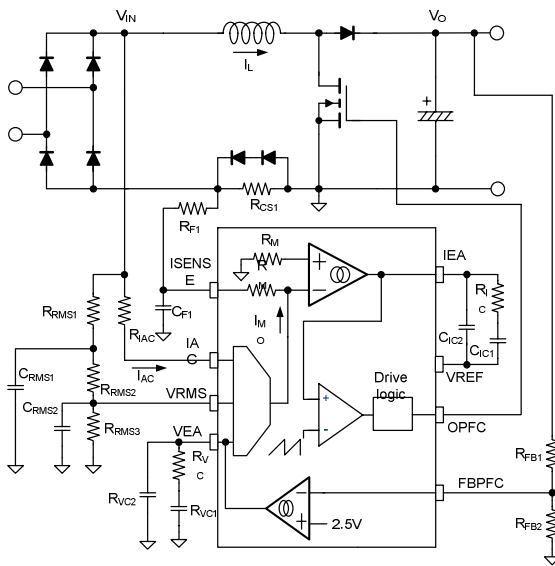 VIN
VO
IL
+
RCS1
RF1
ISENS
E
RM
RM
+
−
IEA
CF1
RI
C
RRMS1
RIAC
IM
O
CIC2
CIC1
IA
C
IAC
VREF
CRMS1
RRMS2
VRMS
Drive
logic
CRMS2
+
OPFC
RRMS3
VEA
-
RV
C
RFB1
FBPFC
RVC2
RVC1
−
+
2.5V
RFB2